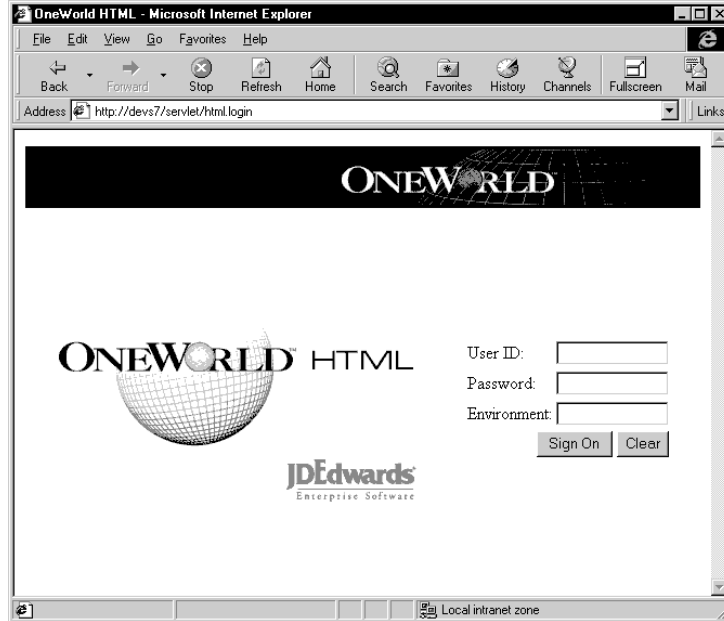 OneWorld HTML - Microsoft Internet Explorer
File Edit View Go Favorites Help
Back Forward Stop Refresh Home Search Favorites History Channels Fullscreen Mail
Address http://devs7/servlet/html.login Links
ONEWORLD
ONEWORLD™ HTML
User ID:
Password:
Environment:
Sign On Clear
JDEdwards®
Enterprise Software
Local intranet zone